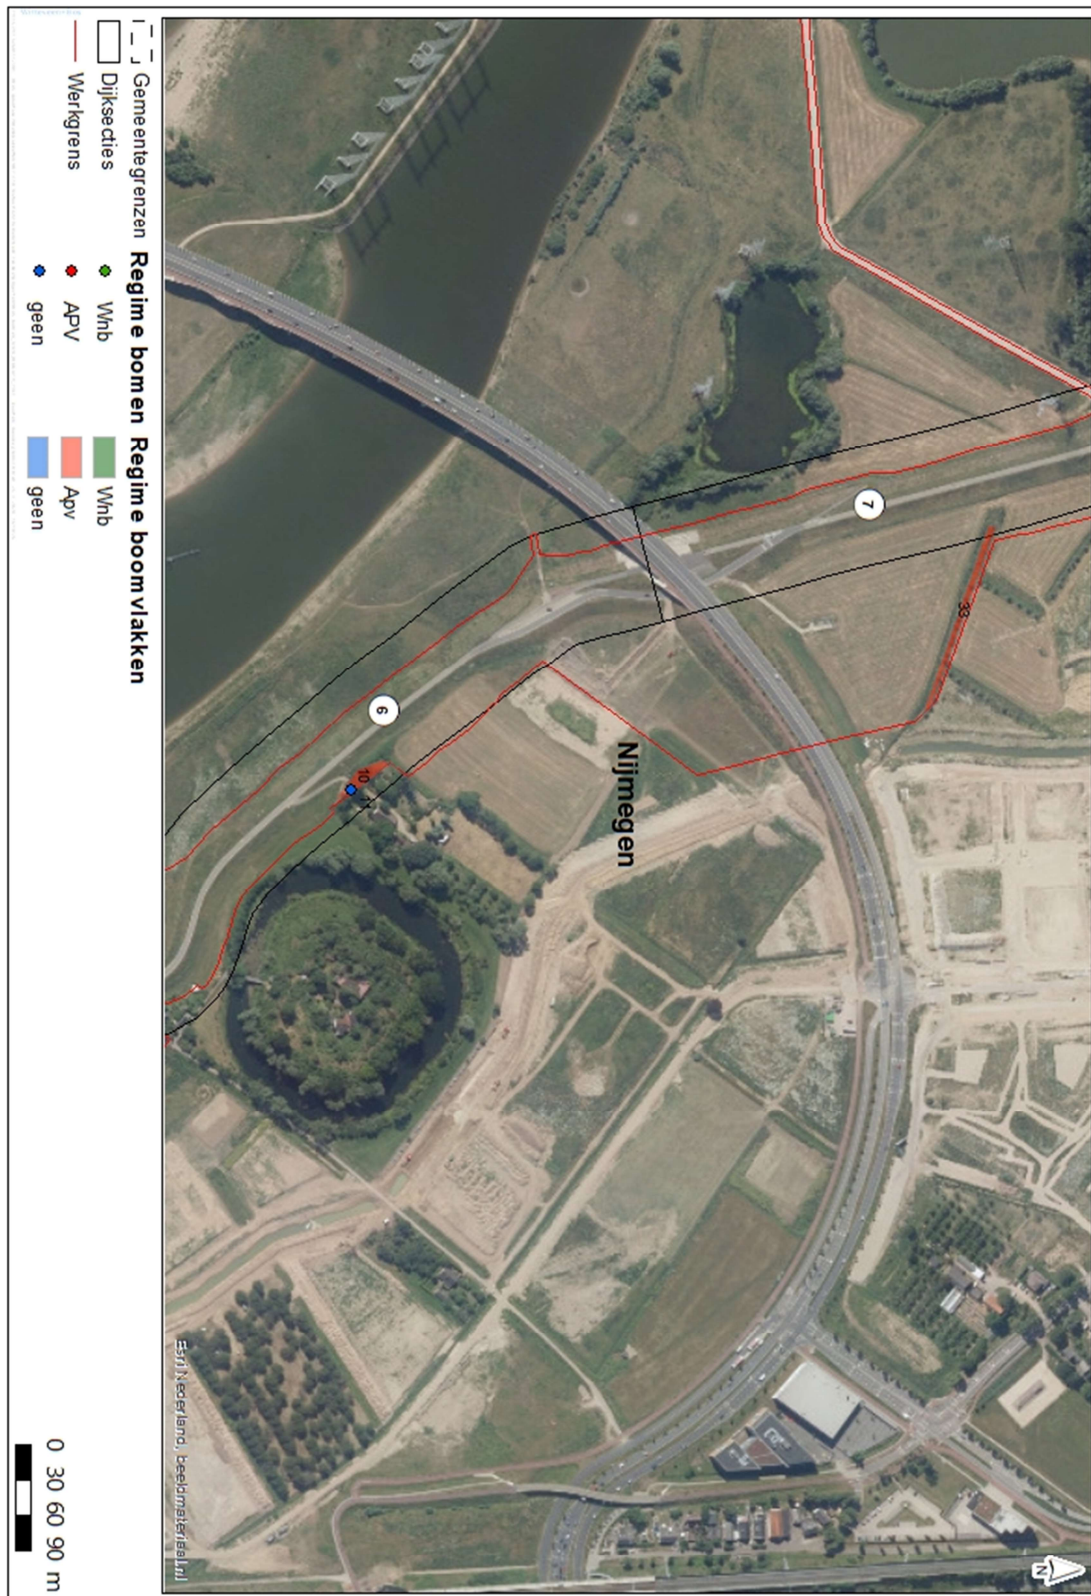 Gemeentegrenzen
Dijksecties
Werkgrens
Regime bomen
Wnb
APV
geen
Regime boomvlakken
Wnb
Apv
geen
7
33
6
10
11
Nijmegen
Esri Nederland, beeldmateriaal.nl
0 30 60 90 m
N